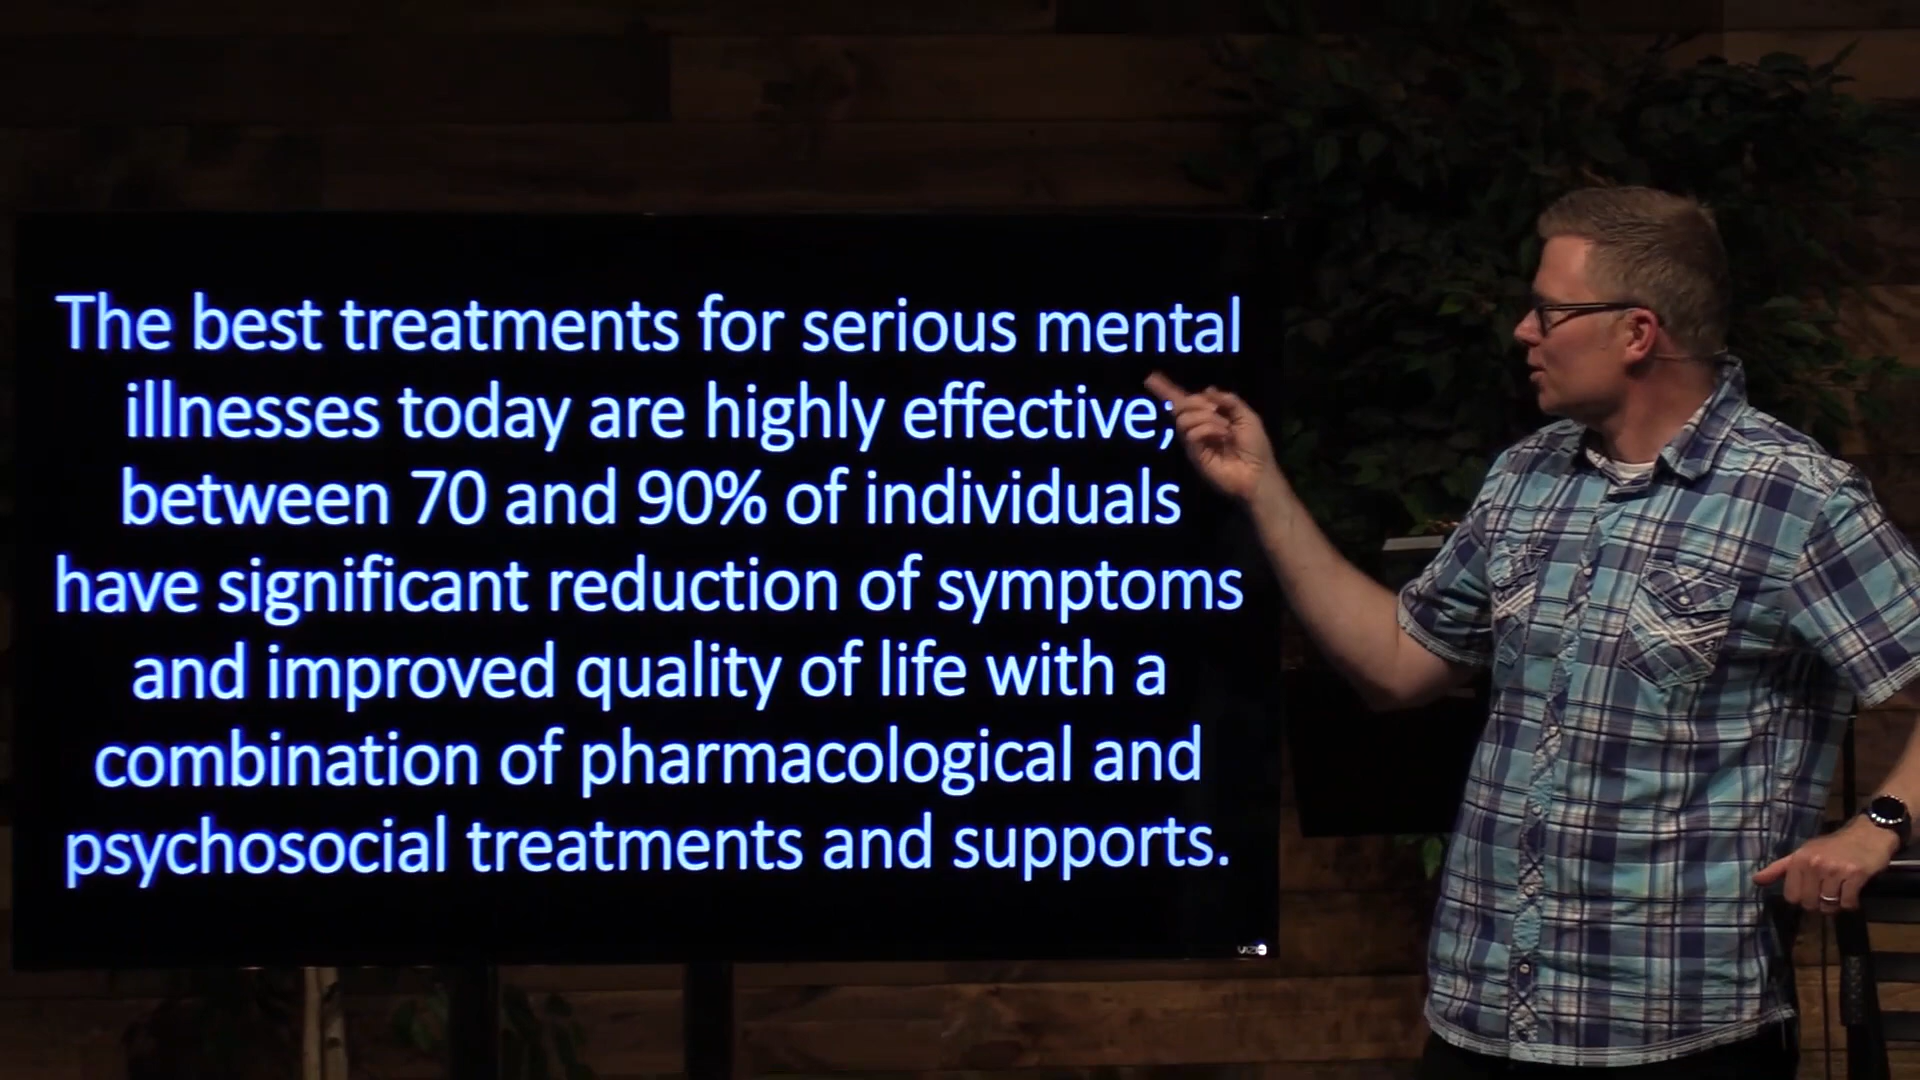 The best treatments for serious mental
illnesses today are highly effective;
between 70 and 90% of individuals
have significant reduction of symptoms
and improved quality of life with a
combination of pharmacological and
psychosocial treatments and supports.